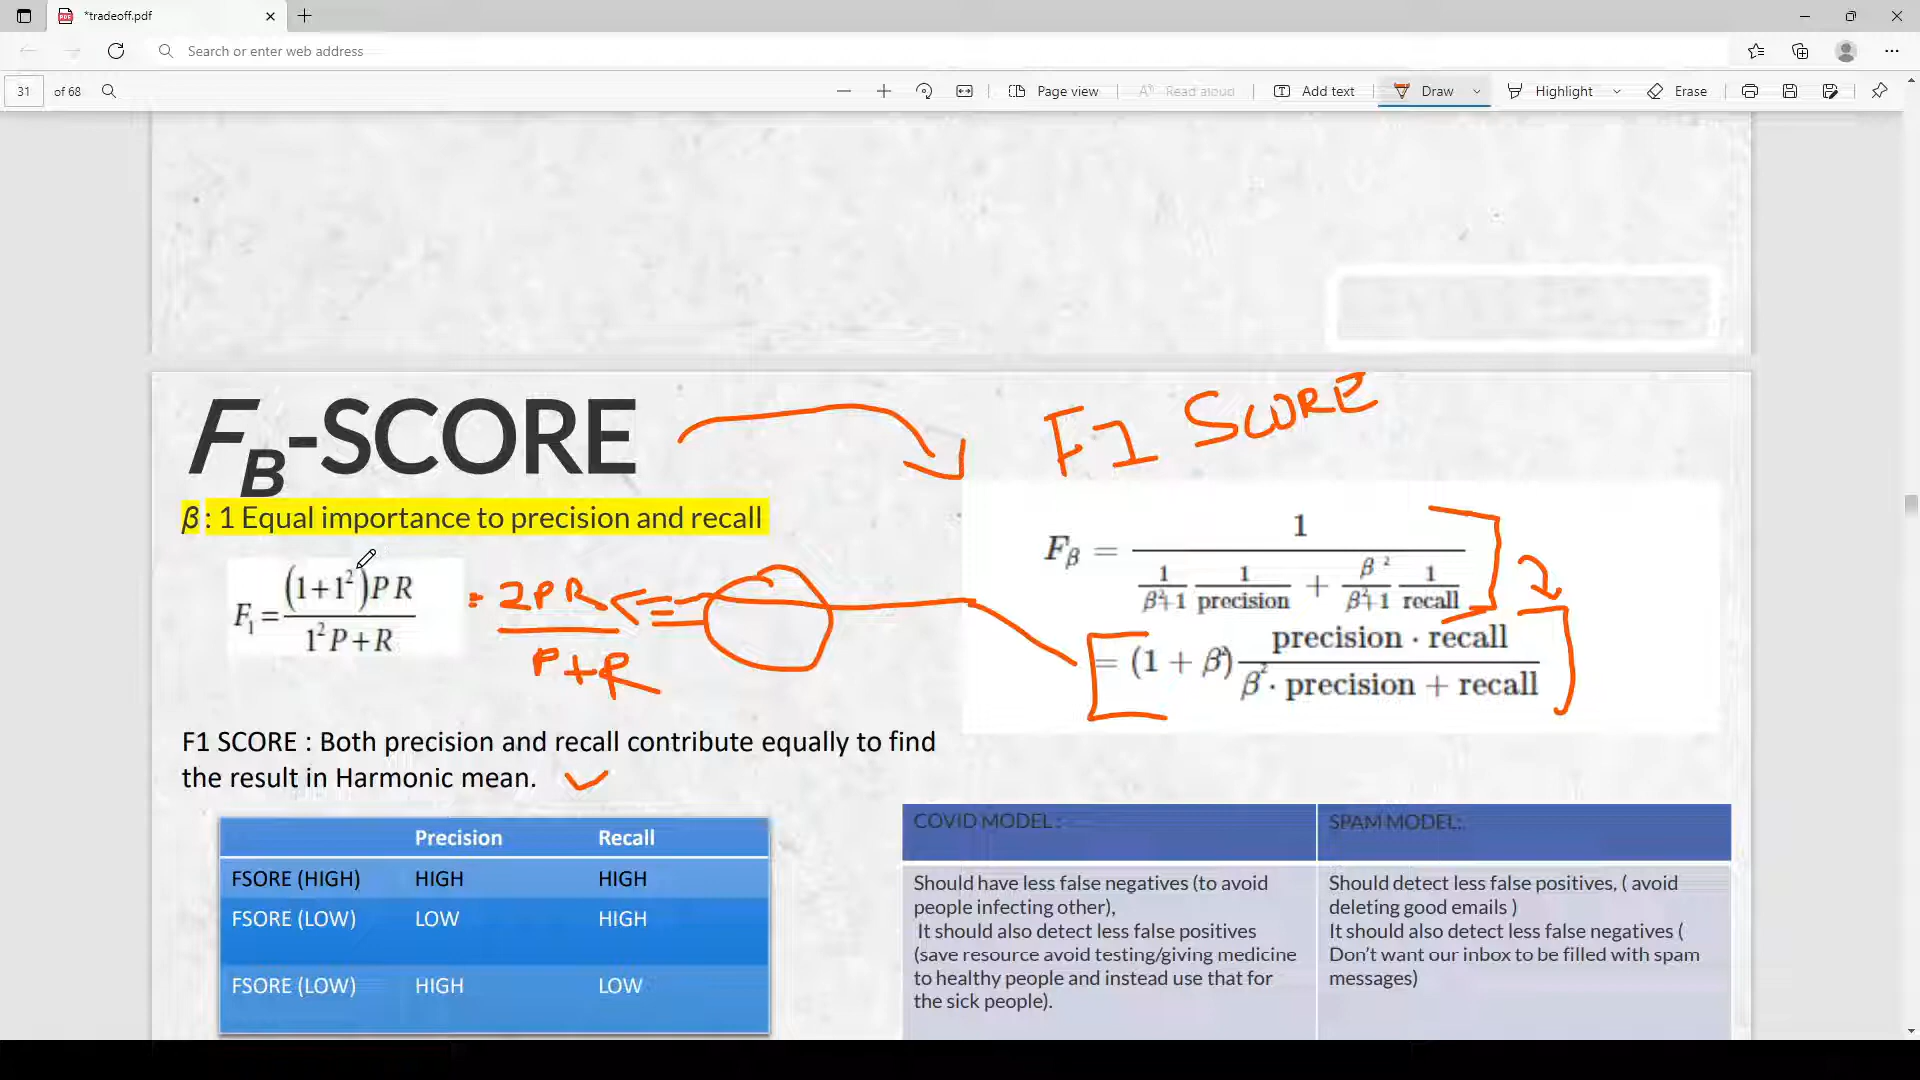 *tradeoff.pdf
Search or enter web address
31 of 68
Page view
Read aloud
Add text
Draw
Highlight
Erase
F1 SCORE
FB-SCORE
β : 1 Equal importance to precision and recall
F₁ = (1+1²)PR / 1²P+R = 2PR / P+R
Fβ = 1 / (1/β²+1 1/precision + β²/β²+1 1/recall)
= (1 + β²) precision · recall / β² · precision + recall
F1 SCORE : Both precision and recall contribute equally to find
the result in Harmonic mean.
Precision Recall
FSORE (HIGH) HIGH HIGH
FSORE (LOW) LOW HIGH
FSORE (LOW) HIGH LOW
COVID MODEL :
Should have less false negatives (to avoid
people infecting other),
It should also detect less false positives
(save resource avoid testing/giving medicine
to healthy people and instead use that for
the sick people).
SPAM MODEL:
Should detect less false positives, ( avoid
deleting good emails )
It should also detect less false negatives (
Don't want our inbox to be filled with spam
messages)